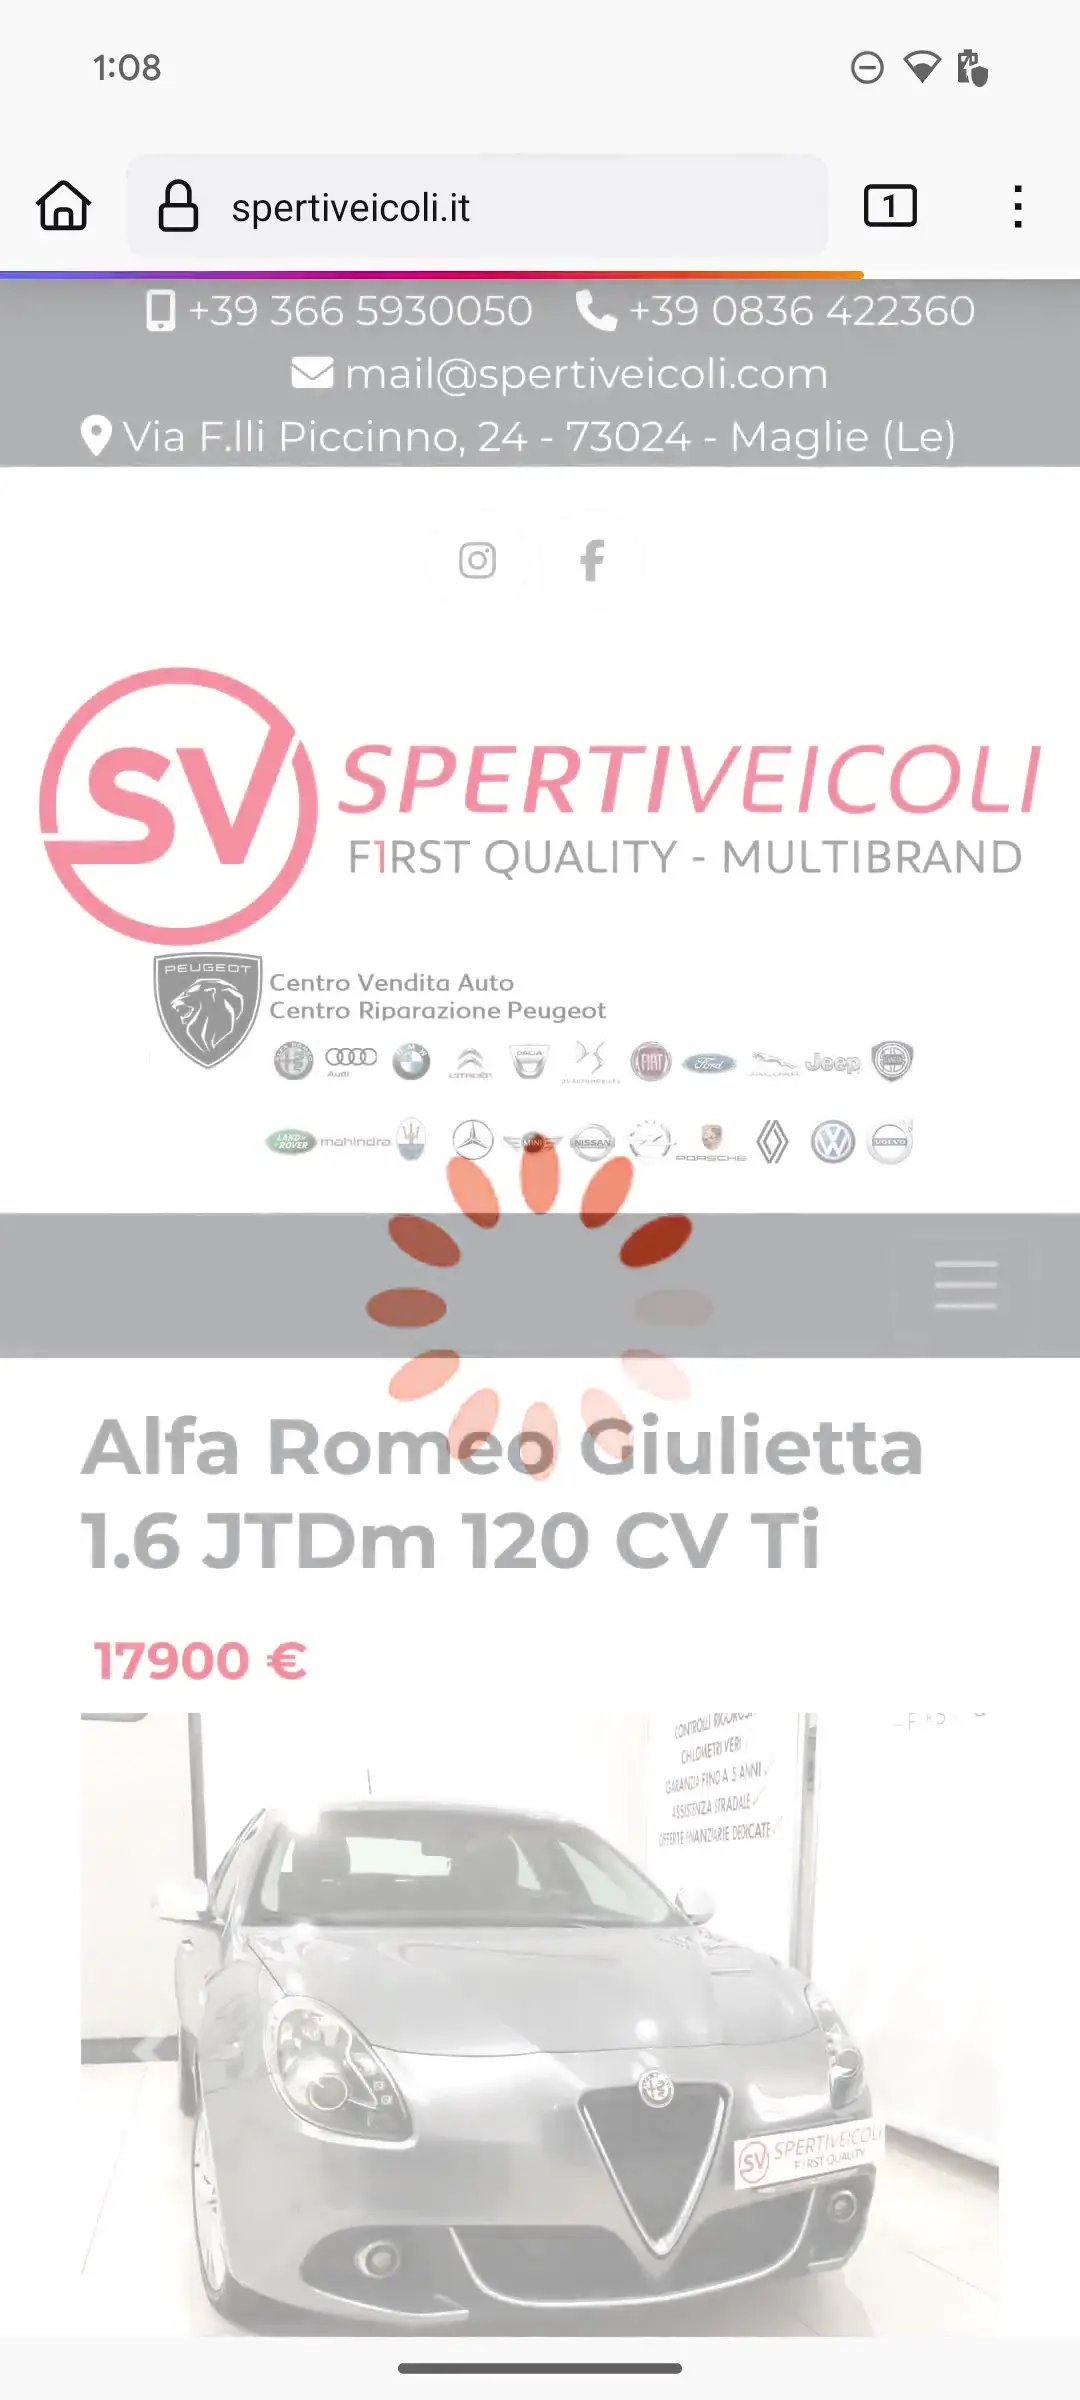 1:08
spertiveicoli.it
1
+39 366 5930050 +39 0836 422360
mail@spertiveicoli.com
Via F.lli Piccinno, 24 - 73024 - Maglie (Le)
SV
SPERTIVEICOLI
F1RST QUALITY - MULTIBRAND
PEUGEOT
Centro Vendita Auto
Centro Riparazione Peugeot
Audi CITROËN DACIA DS AUTOMOBILES FIAT Ford JAGUAR Jeep
LAND ROVER mahindra MINI NISSAN PORSCHE VOLVO
Alfa Romeo Giulietta
1.6 JTDm 120 CV Ti
17900 €
CONTROLLI RIGOROSI
CHILOMETRI VERI
GARANZIA FINO A 5 ANNI
ASSISTENZA STRADALE
OFFERTE FINANZIARIE DEDICATE
SV SPERTIVEICOLI
F1RST QUALITY